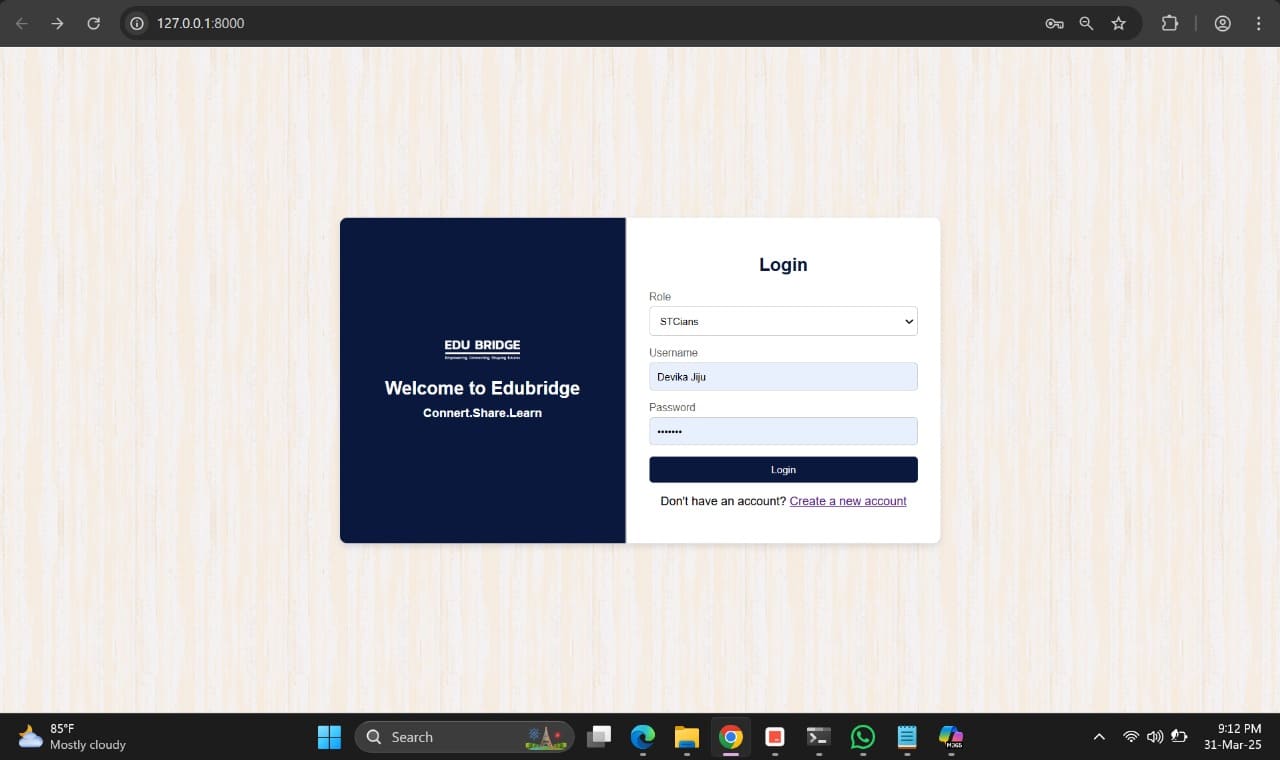 127.0.0.1:8000
Login
Role
STCians
Username
Devika Jiju
Password
•••••••
Login
Don't have an account? Create a new account
EDU BRIDGE
Welcome to Edubridge
Connert.Share.Learn
85°F
Mostly cloudy
Search
M365
9:12 PM
31-Mar-25